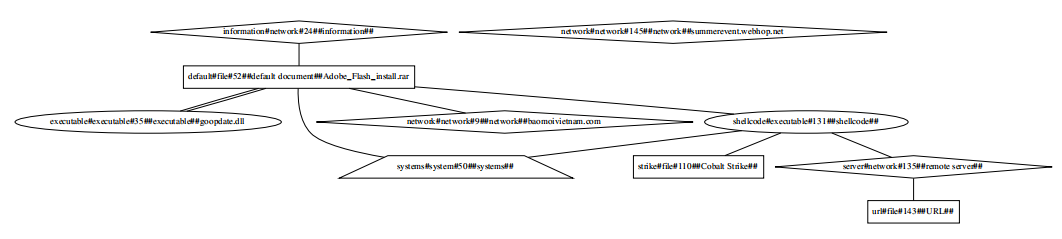 information#network#24##information##
network#network#145##network##summerevent.webhop.net
default#file#52##default document##Adobe_Flash_install.rar
executable#executable#35##executable##goopdate.dll
network#network#9##network##baomoivietnam.com
shellcode#executable#131##shellcode##
systems#system#50##systems##
strike#file#110##Cobalt Strike##
server#network#135##remote server##
url#file#143##URL##